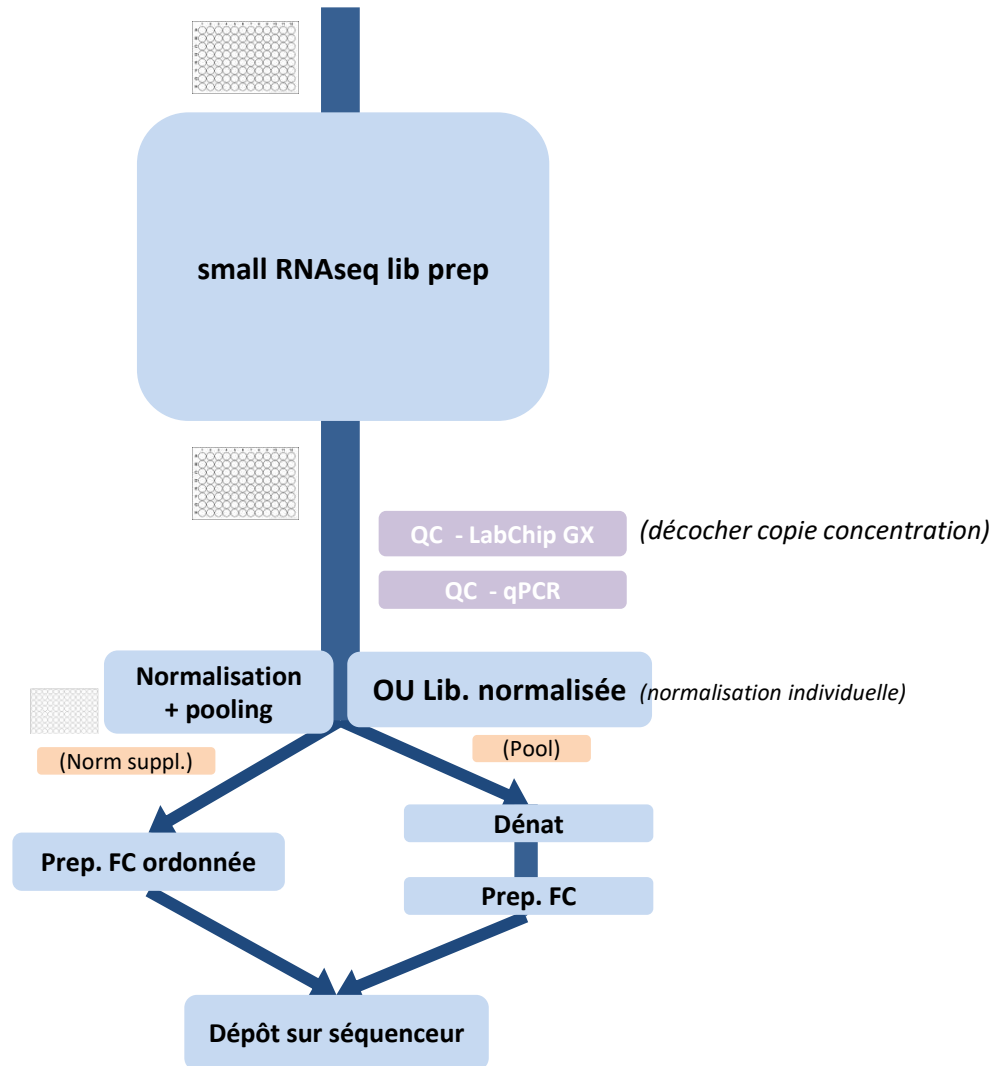 small RNAseq lib prep
QC - LabChip GX
(décocher copie concentration)
QC - qPCR
Normalisation
+ pooling
OU Lib. normalisée
(normalisation individuelle)
(Norm suppl.)
(Pool)
Dénat
Prep. FC ordonnée
Prep. FC
Dépôt sur séquenceur